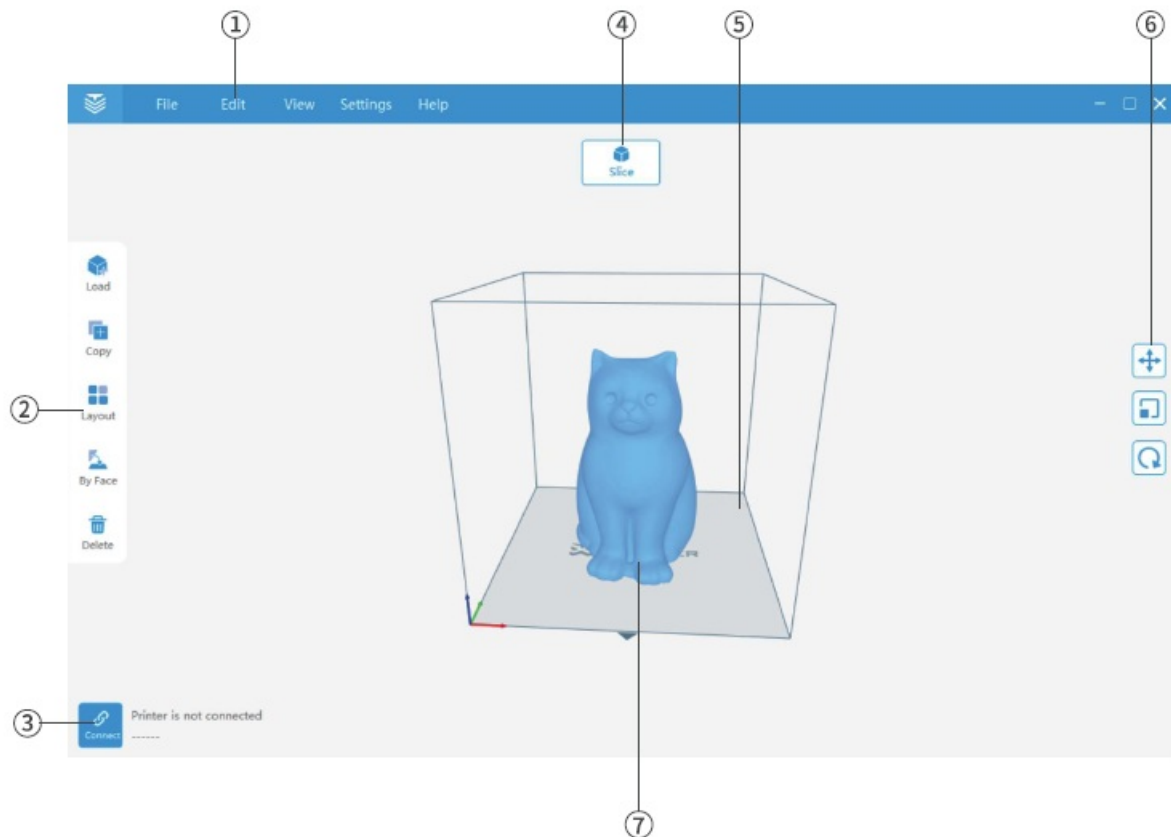 ① ④ ⑤ ⑥
File Edit View Settings Help
Slice
Load
Copy
② Layout
By Face
Delete
③ Connect Printer is not connected
------
⑦